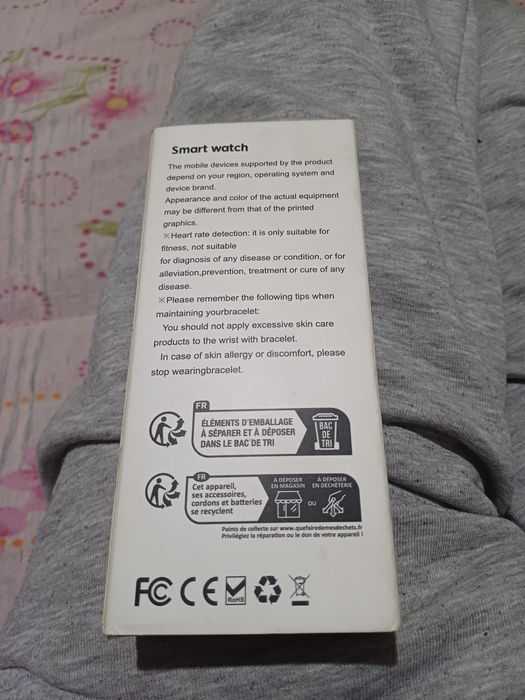 Smart watch
The mobile devices supported by the product
depend on your region, operating system and
device brand.
Appearance and color of the actual equipment
may be different from that of the printed
graphics.
※Heart rate detection: it is only suitable for
fitness, not suitable
for diagnosis of any disease or condition, or for
alleviation,prevention, treatment or cure of any
disease.
※Please remember the following tips when
maintaining yourbracelet:
You should not apply excessive skin care
products to the wrist with bracelet.
In case of skin allergy or discomfort, please
stop wearingbracelet.
FR
ÉLÉMENTS D'EMBALLAGE
À SÉPARER ET À DÉPOSER
DANS LE BAC DE TRI
BAC
DE
TRI
FR
Cet appareil,
ses accessoires,
cordons et batteries
se recyclent
À DÉPOSER
EN MAGASIN
OU
À DÉPOSER
EN DÉCHÈTERIE
Points de collecte sur www.quefairedemesdechets.fr
Privilégiez la réparation ou le don de votre appareil !
FC CE RoHS